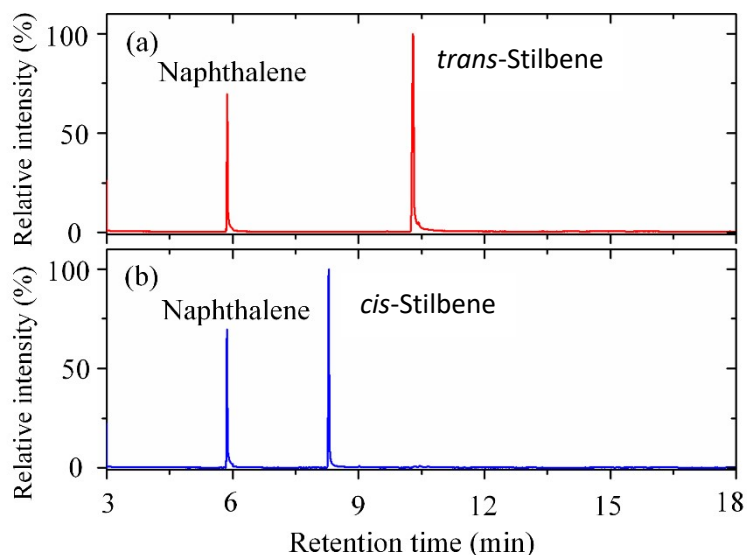 (a)
Naphthalene
trans-Stilbene
Relative intensity (%)
100
50
0
(b)
Naphthalene
cis-Stilbene
Relative intensity (%)
100
50
0
3 6 9 12 15 18
Retention time (min)